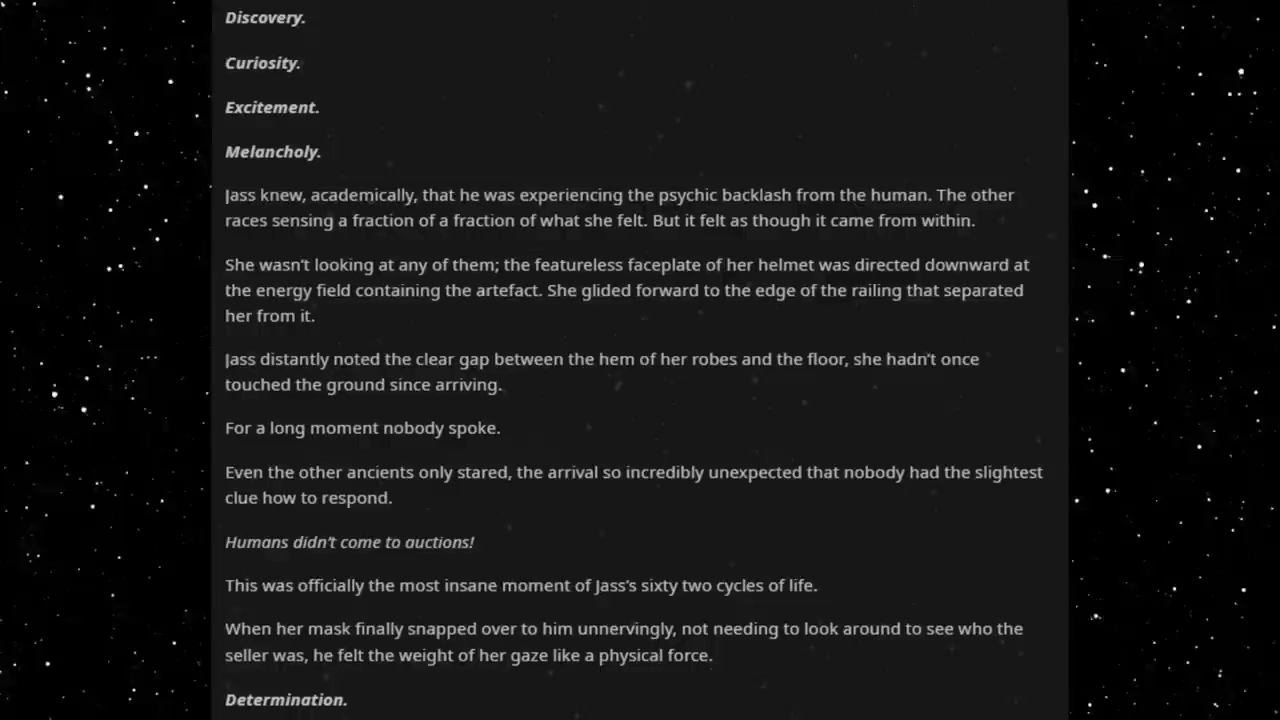 Discovery.
Curiosity.
Excitement.
Melancholy.
Jass knew, academically, that he was experiencing the psychic backlash from the human. The other
races sensing a fraction of a fraction of what she felt. But it felt as though it came from within.
She wasn't looking at any of them; the featureless faceplate of her helmet was directed downward at
the energy field containing the artefact. She glided forward to the edge of the railing that separated
her from it.
Jass distantly noted the clear gap between the hem of her robes and the floor, she hadn't once
touched the ground since arriving.
For a long moment nobody spoke.
Even the other ancients only stared, the arrival so incredibly unexpected that nobody had the slightest
clue how to respond.
Humans didn't come to auctions!
This was officially the most insane moment of Jass's sixty two cycles of life.
When her mask finally snapped over to him unnervingly, not needing to look around to see who the
seller was, he felt the weight of her gaze like a physical force.
Determination.